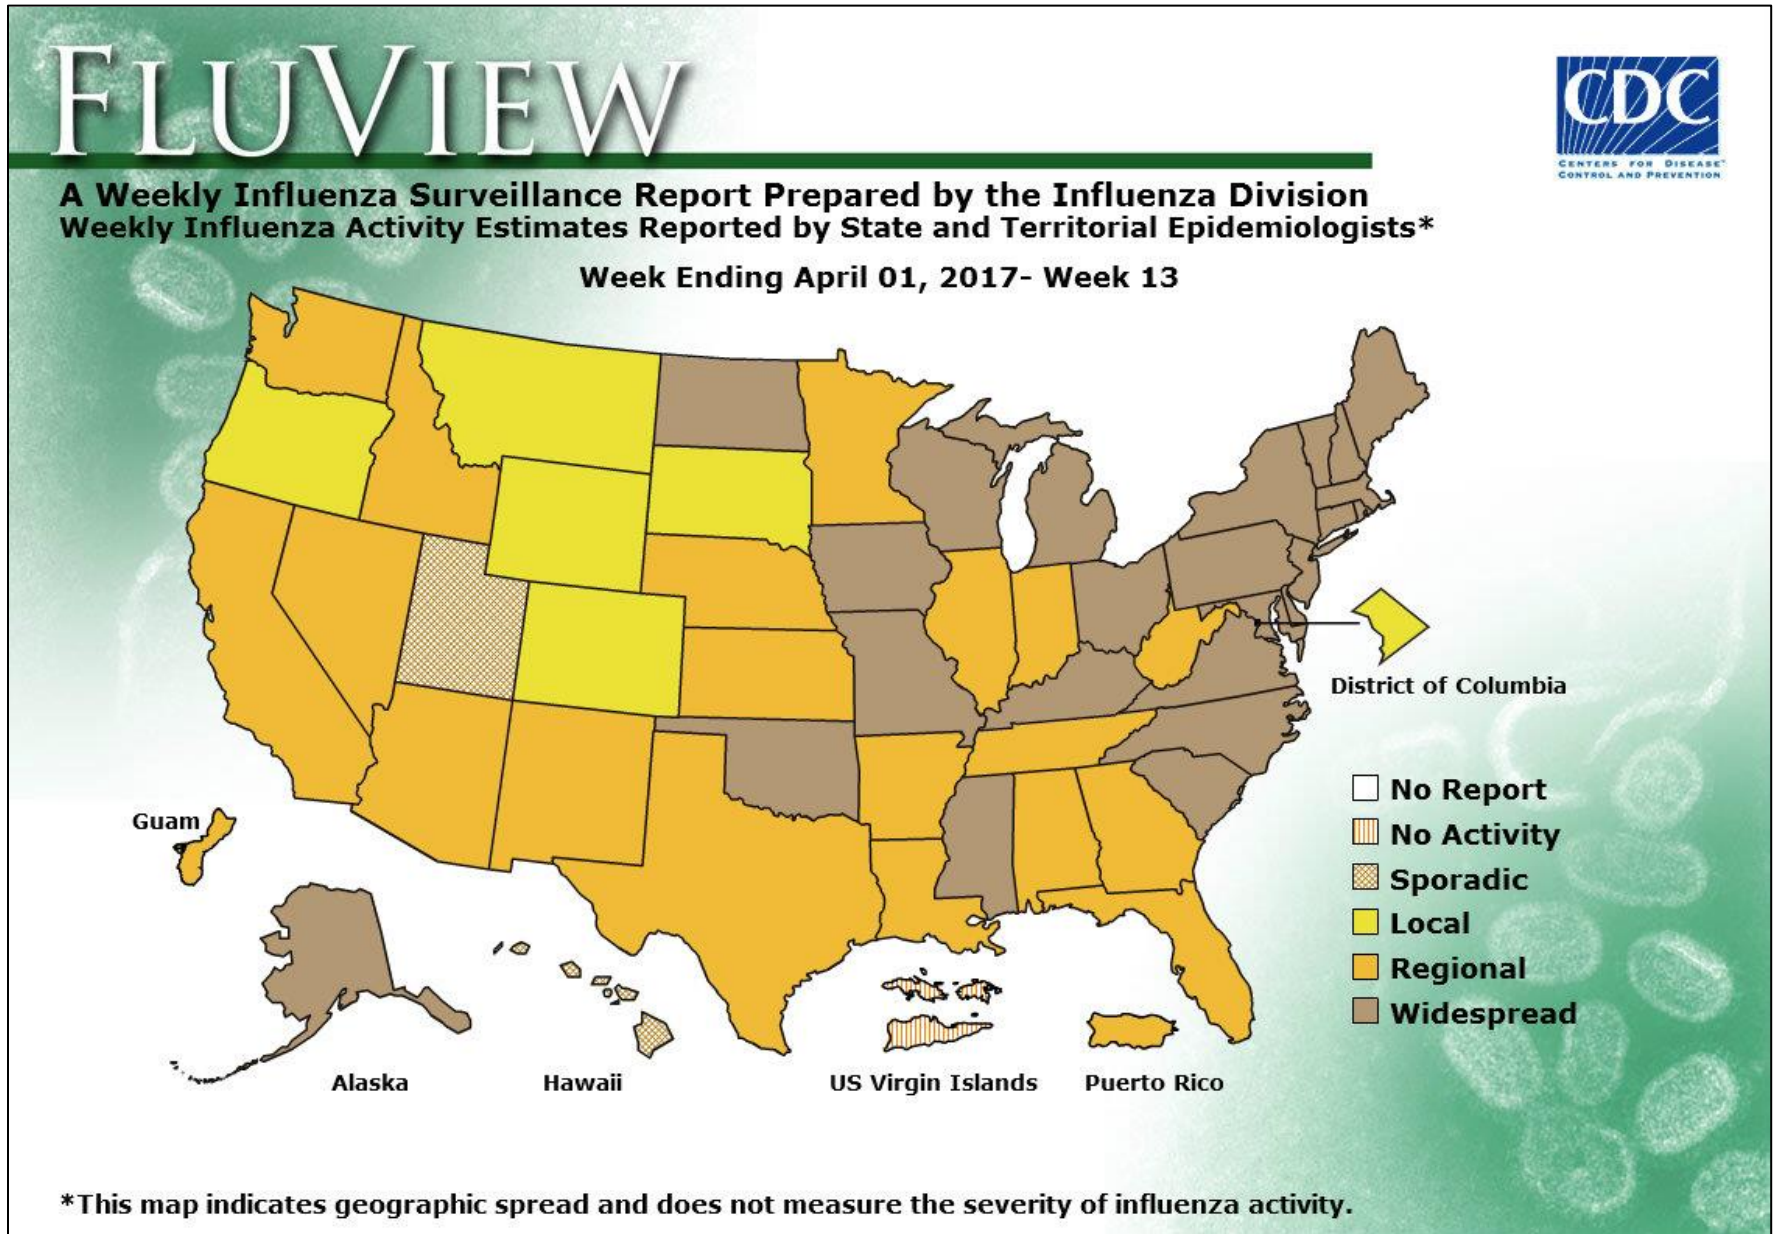 FLUVIEW
CDC
CENTERS FOR DISEASE™
CONTROL AND PREVENTION
A Weekly Influenza Surveillance Report Prepared by the Influenza Division
Weekly Influenza Activity Estimates Reported by State and Territorial Epidemiologists*
Week Ending April 01, 2017- Week 13
District of Columbia
No Report
No Activity
Sporadic
Local
Regional
Widespread
Guam
Alaska
Hawaii
US Virgin Islands
Puerto Rico
*This map indicates geographic spread and does not measure the severity of influenza activity.